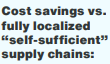 Cost savings vs.
fully localized
“self-sufficient”
supply chains: